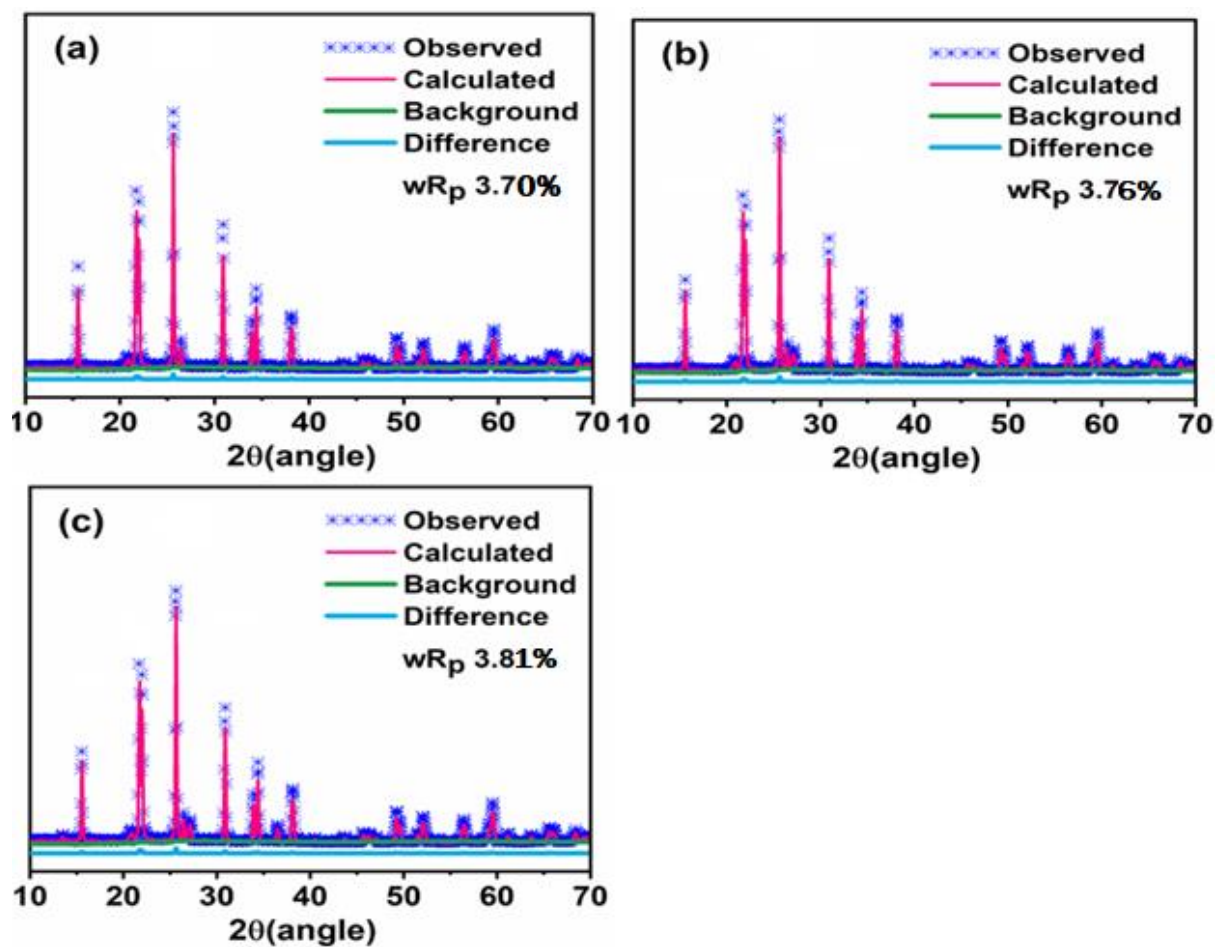 (a)
Observed
Calculated
Background
Difference
wRp 3.70%
10 20 30 40 50 60 70
2θ(angle)
(b)
Observed
Calculated
Background
Difference
wRp 3.76%
10 20 30 40 50 60 70
2θ(angle)
(c)
Observed
Calculated
Background
Difference
wRp 3.81%
10 20 30 40 50 60 70
2θ(angle)